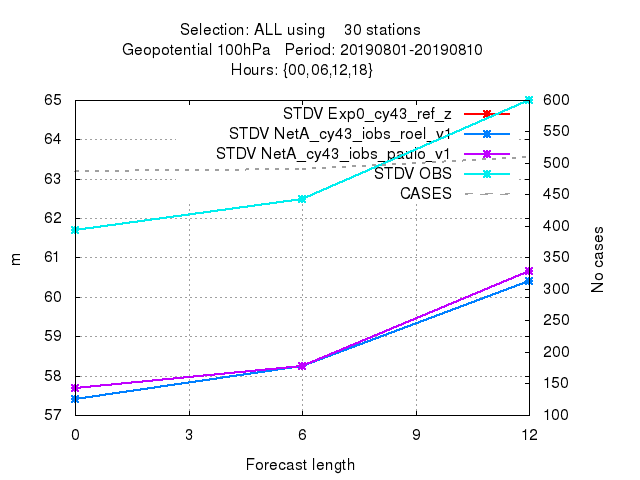 Selection: ALL using 30 stations
Geopotential 100hPa Period: 20190801-20190810
Hours: {00,06,12,18}
STDV Exp0_cy43_ref_z
STDV NetA_cy43_iobs_roel_v1
STDV NetA_cy43_iobs_paulo_v1
STDV OBS
CASES
65
64
63
62
61
60
59
58
57
m
600
550
500
450
400
350
300
250
200
150
100
No cases
0 3 6 9 12
Forecast length